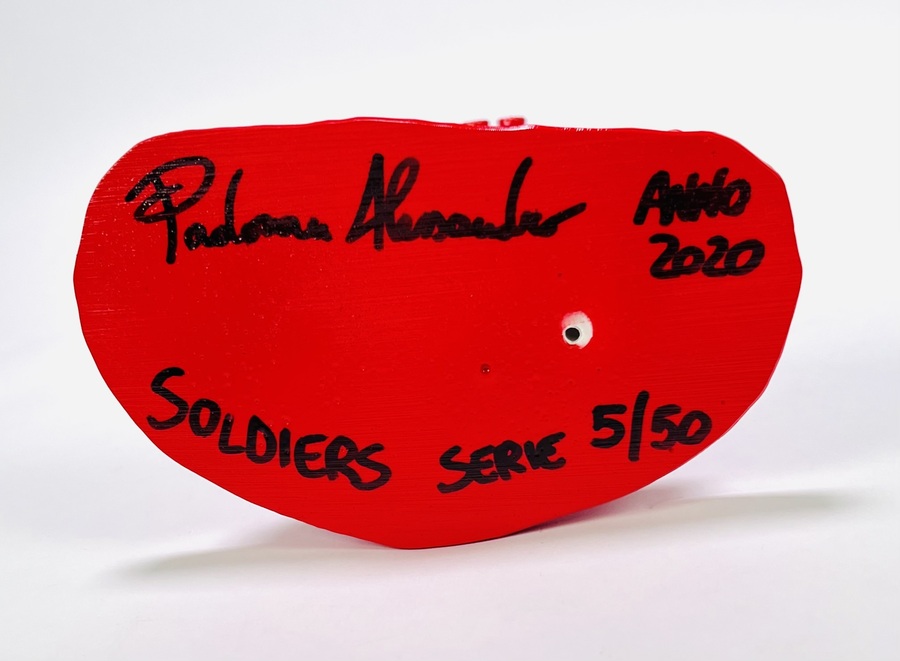 Padovan Alessandro ANNO
2020
SOLDIERS SERIE 5/50